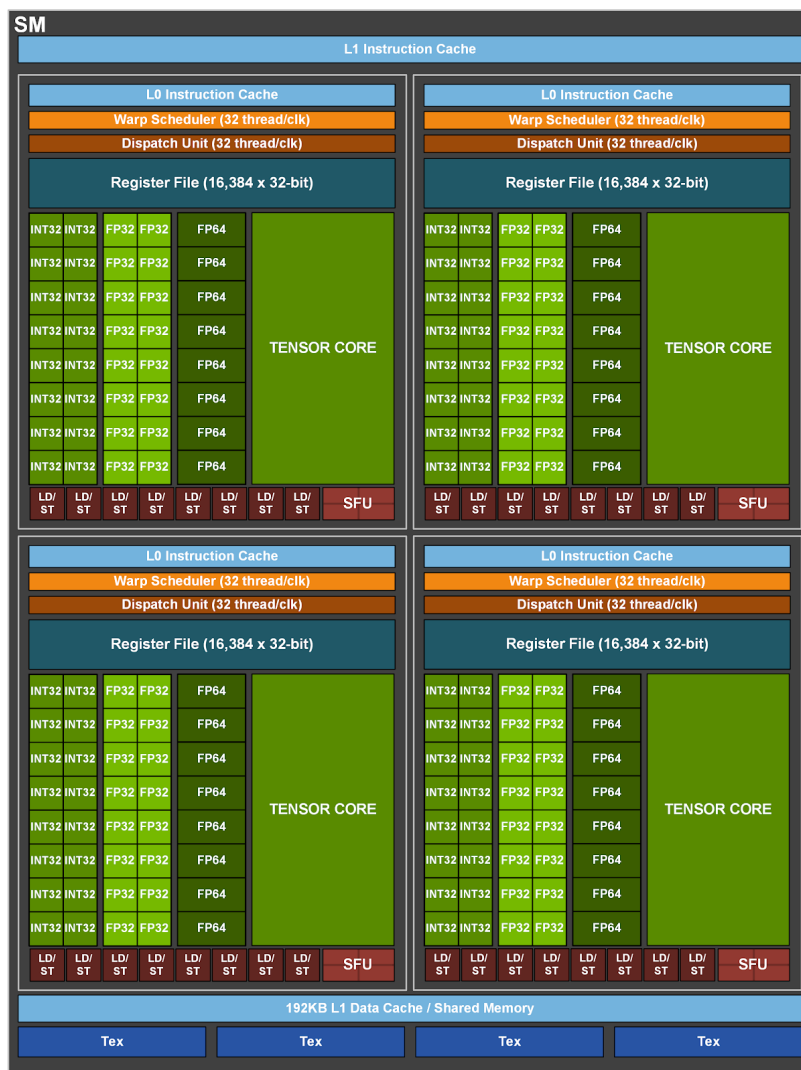 SM
L1 Instruction Cache
L0 Instruction Cache
Warp Scheduler (32 thread/clk)
Dispatch Unit (32 thread/clk)
Register File (16,384 x 32-bit)
INT32 INT32 FP32 FP32 FP64
INT32 INT32 FP32 FP32 FP64
INT32 INT32 FP32 FP32 FP64
INT32 INT32 FP32 FP32 FP64
TENSOR CORE
INT32 INT32 FP32 FP32 FP64
INT32 INT32 FP32 FP32 FP64
INT32 INT32 FP32 FP32 FP64
INT32 INT32 FP32 FP32 FP64
LD/ LD/ LD/ LD/ LD/ LD/ LD/ LD/
ST ST ST ST ST ST ST ST
SFU
L0 Instruction Cache
Warp Scheduler (32 thread/clk)
Dispatch Unit (32 thread/clk)
Register File (16,384 x 32-bit)
INT32 INT32 FP32 FP32 FP64
INT32 INT32 FP32 FP32 FP64
INT32 INT32 FP32 FP32 FP64
INT32 INT32 FP32 FP32 FP64
TENSOR CORE
INT32 INT32 FP32 FP32 FP64
INT32 INT32 FP32 FP32 FP64
INT32 INT32 FP32 FP32 FP64
INT32 INT32 FP32 FP32 FP64
LD/ LD/ LD/ LD/ LD/ LD/ LD/ LD/
ST ST ST ST ST ST ST ST
SFU
L0 Instruction Cache
Warp Scheduler (32 thread/clk)
Dispatch Unit (32 thread/clk)
Register File (16,384 x 32-bit)
INT32 INT32 FP32 FP32 FP64
INT32 INT32 FP32 FP32 FP64
INT32 INT32 FP32 FP32 FP64
INT32 INT32 FP32 FP32 FP64
TENSOR CORE
INT32 INT32 FP32 FP32 FP64
INT32 INT32 FP32 FP32 FP64
INT32 INT32 FP32 FP32 FP64
INT32 INT32 FP32 FP32 FP64
LD/ LD/ LD/ LD/ LD/ LD/ LD/ LD/
ST ST ST ST ST ST ST ST
SFU
L0 Instruction Cache
Warp Scheduler (32 thread/clk)
Dispatch Unit (32 thread/clk)
Register File (16,384 x 32-bit)
INT32 INT32 FP32 FP32 FP64
INT32 INT32 FP32 FP32 FP64
INT32 INT32 FP32 FP32 FP64
INT32 INT32 FP32 FP32 FP64
TENSOR CORE
INT32 INT32 FP32 FP32 FP64
INT32 INT32 FP32 FP32 FP64
INT32 INT32 FP32 FP32 FP64
INT32 INT32 FP32 FP32 FP64
LD/ LD/ LD/ LD/ LD/ LD/ LD/ LD/
ST ST ST ST ST ST ST ST
SFU
192KB L1 Data Cache / Shared Memory
Tex Tex Tex Tex